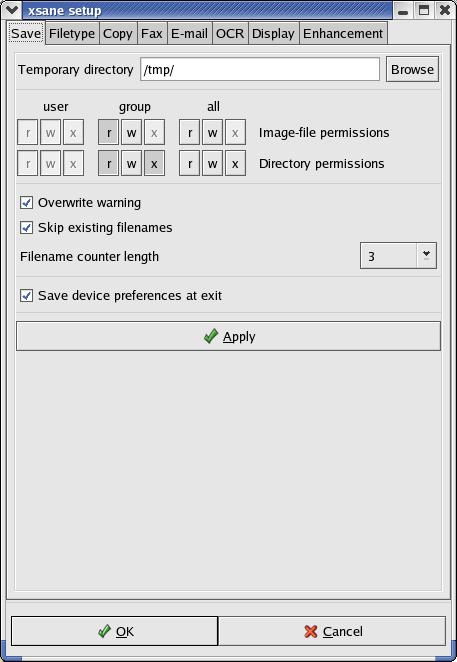 xsane setup
Save Filetype Copy Fax E-mail OCR Display Enhancement
Temporary directory /tmp/ Browse
user group all
r w x r w x r w x Image-file permissions
r w x r w x r w x Directory permissions
Overwrite warning
Skip existing filenames
Filename counter length 3
Save device preferences at exit
Apply
OK Cancel